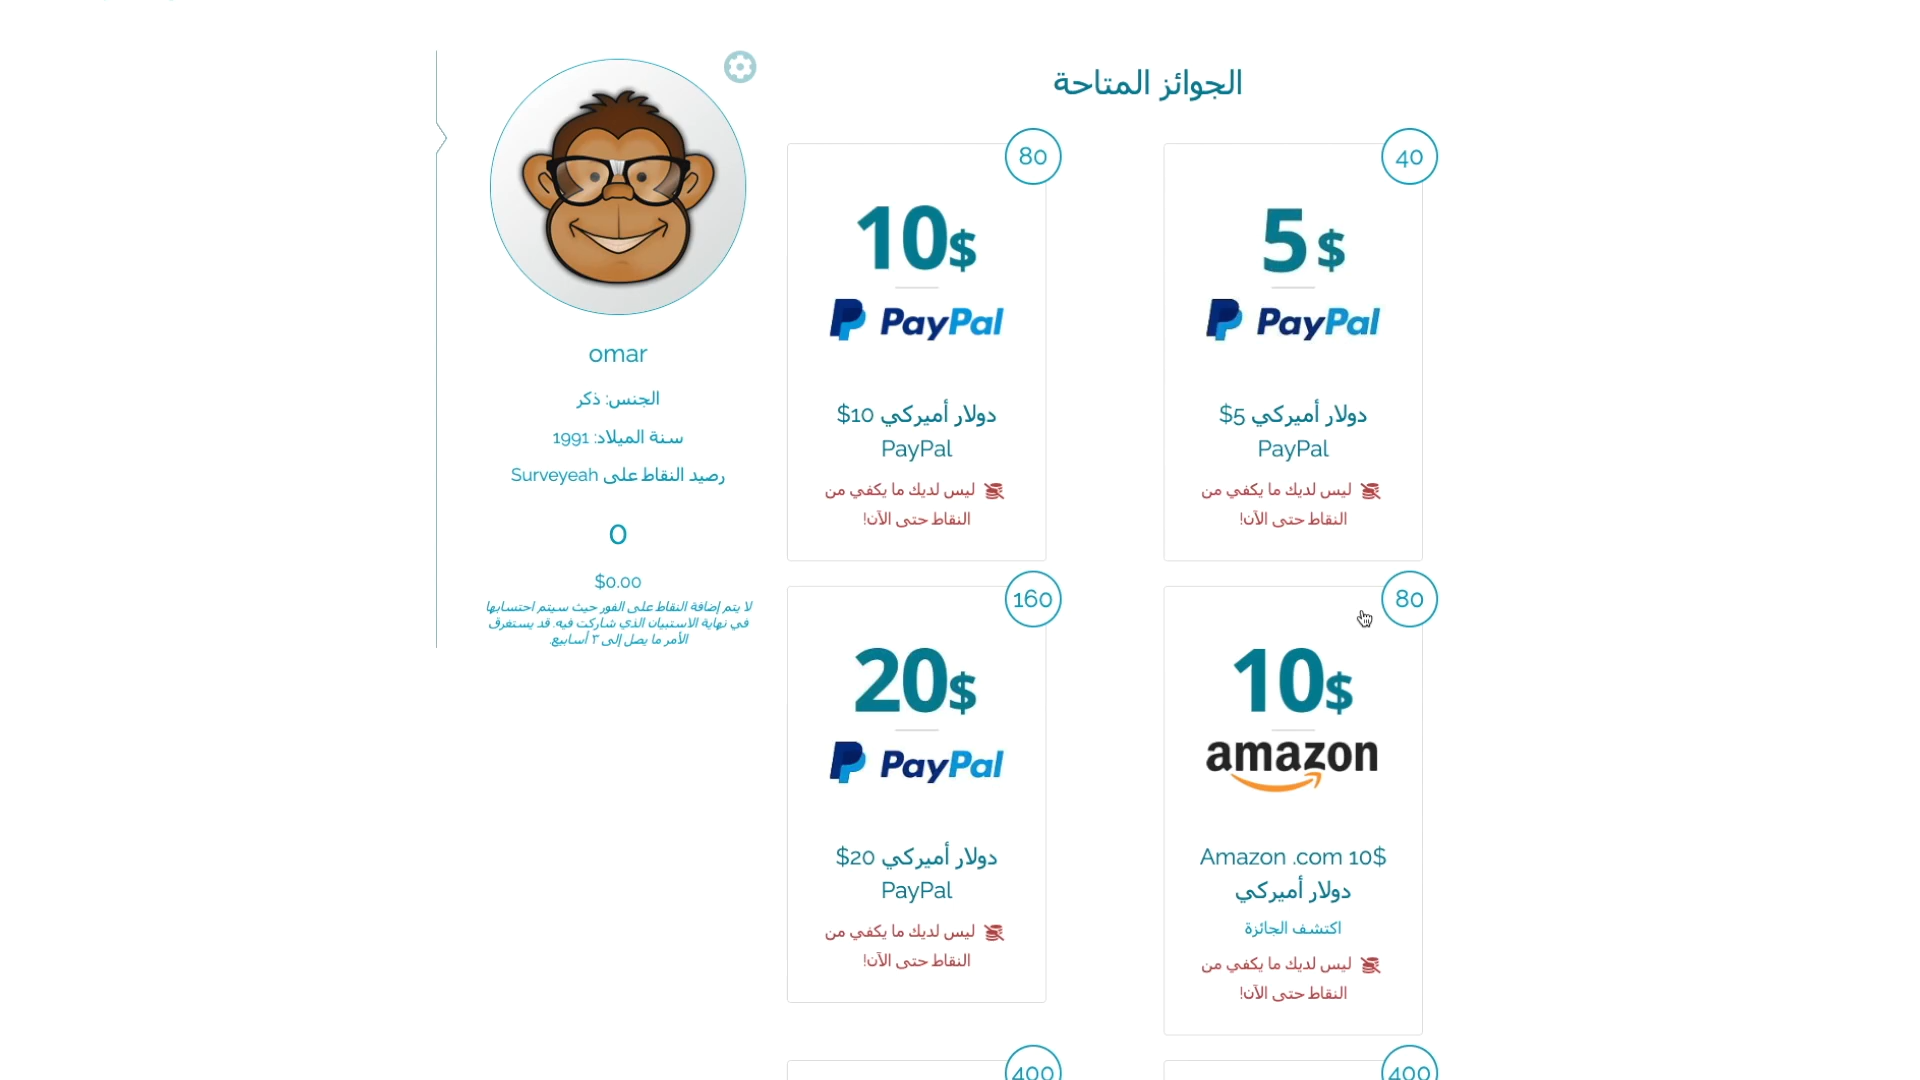 الجوائز المتاحة
40
5$
PayPal
دولار أميركي 5$
PayPal
ليس لديك ما يكفي من
النقاط حتى الآن!
80
10$
PayPal
دولار أميركي 10$
PayPal
ليس لديك ما يكفي من
النقاط حتى الآن!
80
10$
amazon
Amazon .com 10$
دولار أميركي
اكتشف الجائزة
ليس لديك ما يكفي من
النقاط حتى الآن!
160
20$
PayPal
دولار أميركي 20$
PayPal
ليس لديك ما يكفي من
النقاط حتى الآن!
400
400
omar
الجنس: ذكر
سنة الميلاد: 1991
رصيد النقاط على Surveyeah
0
$0.00
لا يتم إضافة النقاط على الفور حيث سيتم احتسابها
في نهاية الاستبيان الذي شاركت فيه. قد يستغرق
الأمر ما يصل إلى ٣ أسابيع.